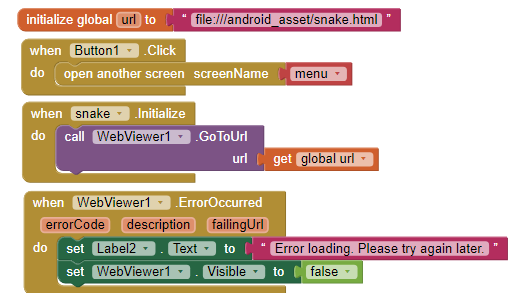 initialize global url to " file:///android_asset/snake.html "
when Button1 .Click
do open another screen screenName menu
when snake .Initialize
do call WebViewer1 .GoToUrl
url get global url
when WebViewer1 .ErrorOccurred
errorCode description failingUrl
do set Label2 . Text to " Error loading. Please try again later. "
set WebViewer1 . Visible to false